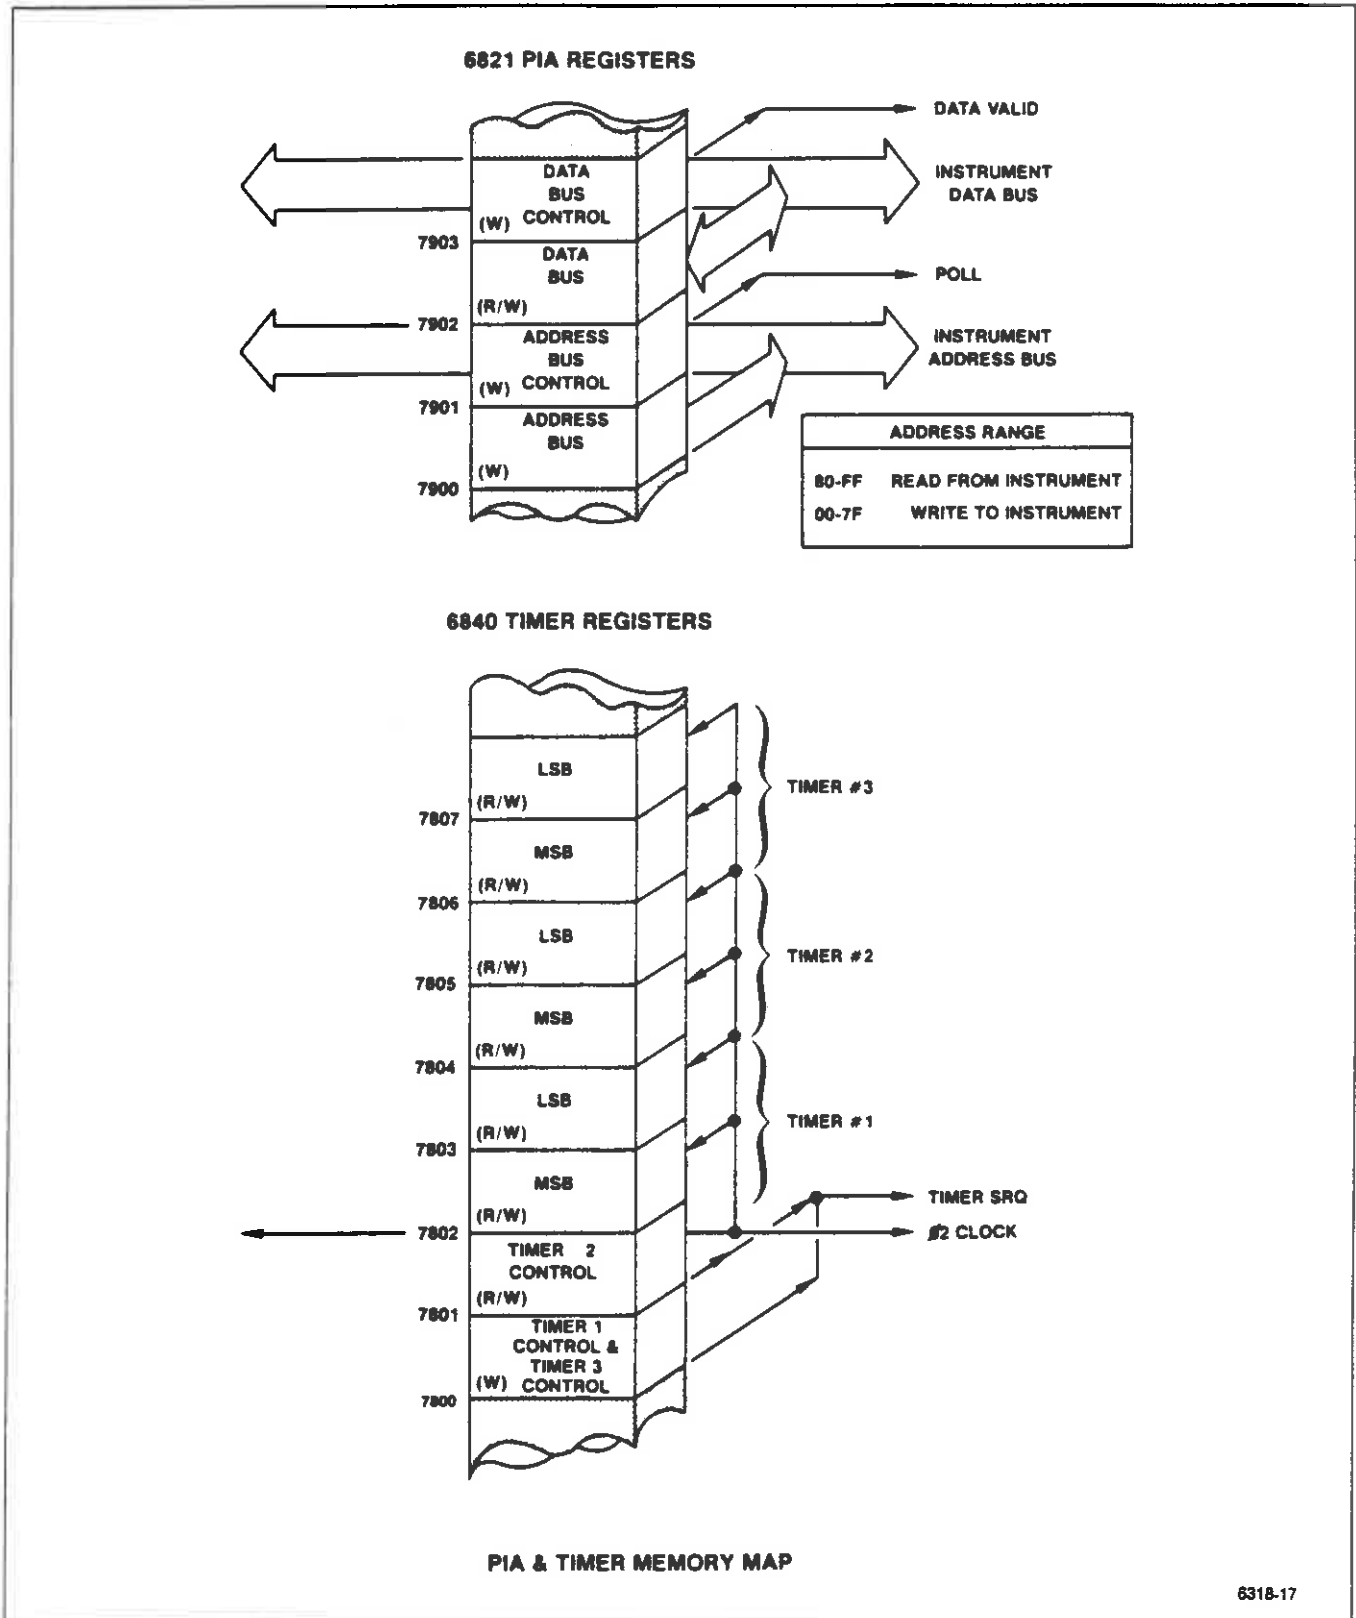 6821 PIA REGISTERS
DATA VALID
DATA
BUS
CONTROL
(W)
INSTRUMENT
DATA BUS
7903
DATA
BUS
(R/W)
POLL
7902
ADDRESS
BUS
CONTROL
(W)
INSTRUMENT
ADDRESS BUS
7901
ADDRESS
BUS
(W)
7900
ADDRESS RANGE
80-FF READ FROM INSTRUMENT
00-7F WRITE TO INSTRUMENT
6840 TIMER REGISTERS
LSB
(R/W)
TIMER #3
7807
MSB
(R/W)
7806
LSB
(R/W)
TIMER #2
7805
MSB
(R/W)
7804
LSB
(R/W)
TIMER #1
7803
MSB
(R/W)
TIMER SRQ
7802
Ø2 CLOCK
TIMER 2
CONTROL
(R/W)
7801
TIMER 1
CONTROL &
TIMER 3
(W) CONTROL
7800
PIA & TIMER MEMORY MAP
6318-17